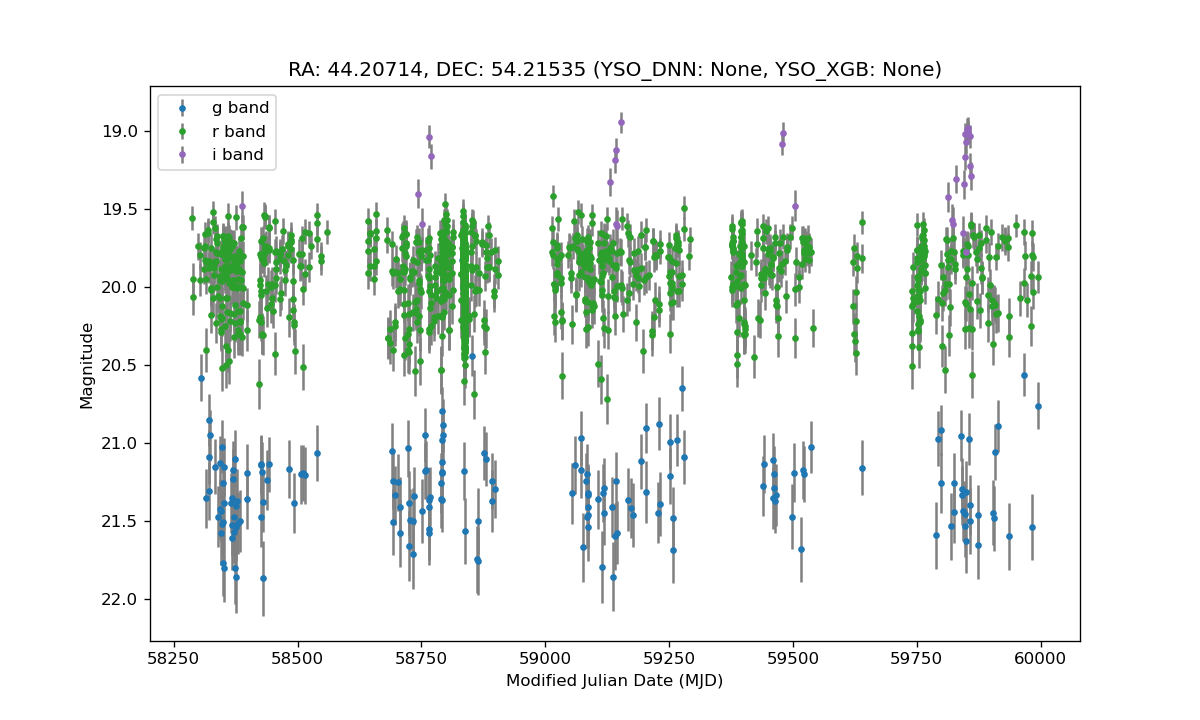 RA: 44.20714, DEC: 54.21535 (YSO_DNN: None, YSO_XGB: None)
g band
r band
i band
19.0
19.5
20.0
20.5
21.0
21.5
22.0
Magnitude
58250 58500 58750 59000 59250 59500 59750 60000
Modified Julian Date (MJD)